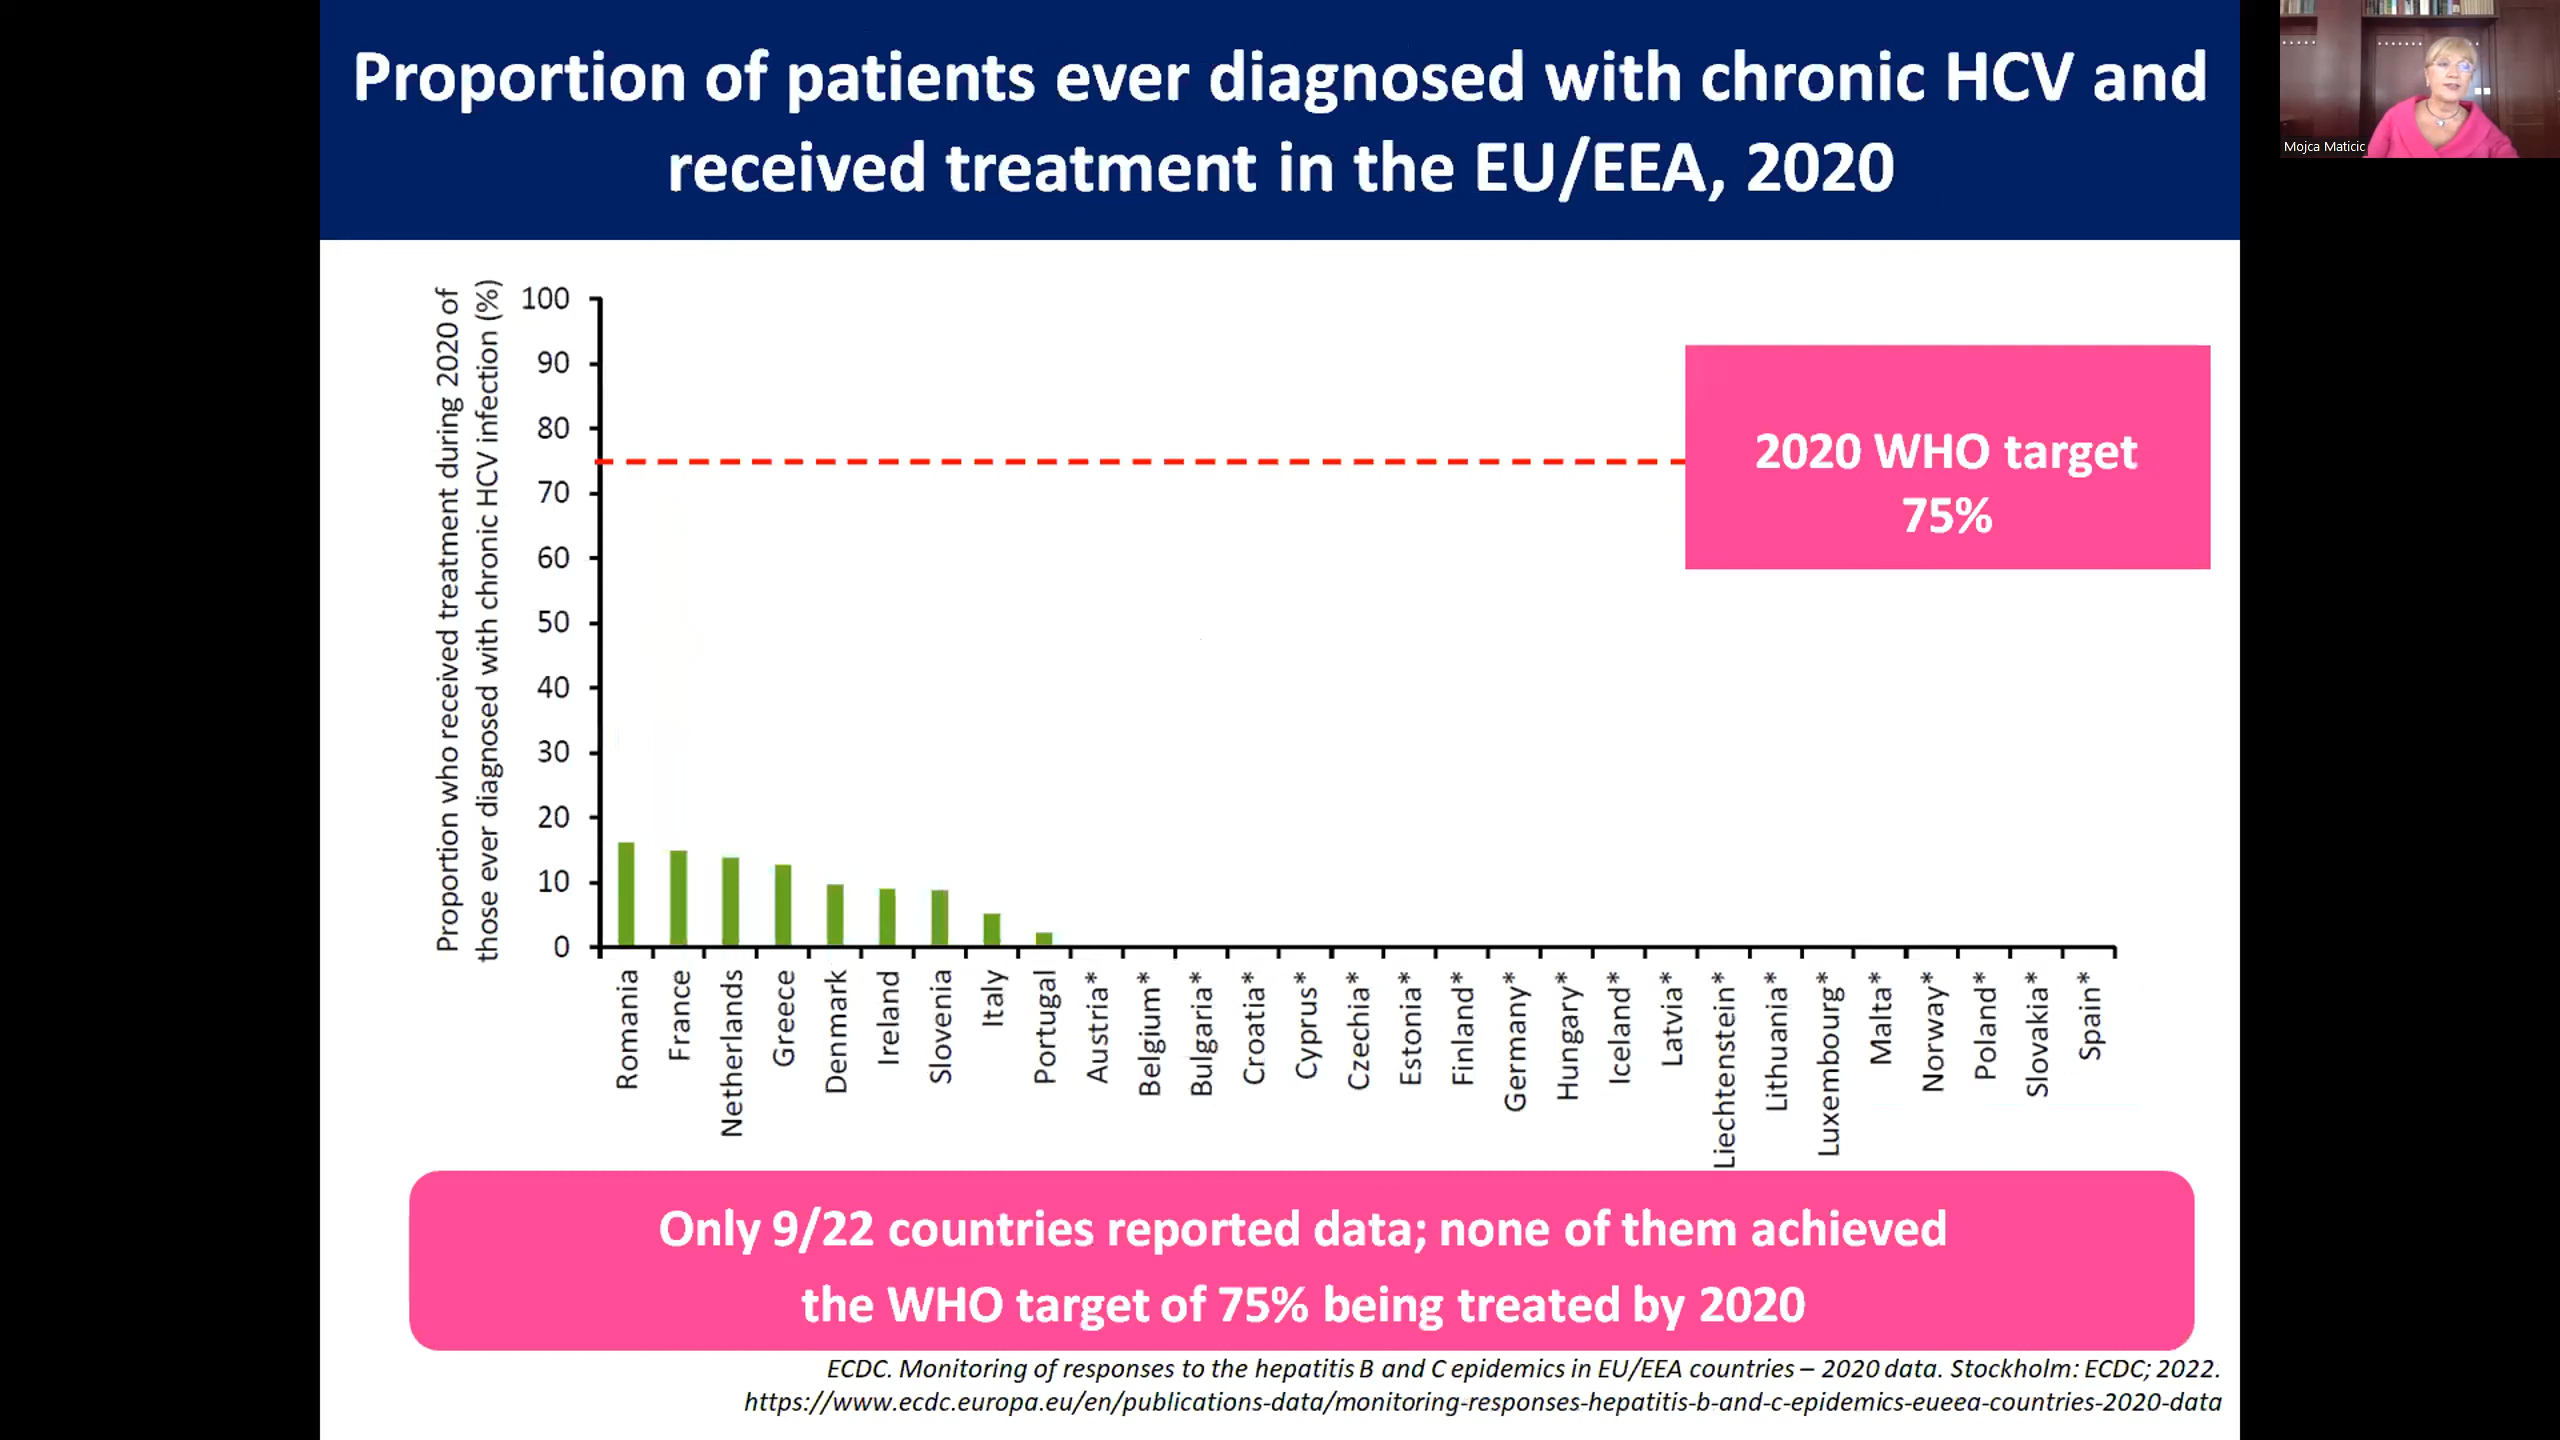 Proportion of patients ever diagnosed with chronic HCV and
received treatment in the EU/EEA, 2020
Mojca Maticic
Proportion who received treatment during 2020 of
those ever diagnosed with chronic HCV infection (%)
100
90
80
70
60
50
40
30
20
10
0
2020 WHO target
75%
Romania
France
Netherlands
Greece
Denmark
Ireland
Slovenia
Italy
Portugal
Austria*
Belgium*
Bulgaria*
Croatia*
Cyprus*
Czechia*
Estonia*
Finland*
Germany*
Hungary*
Iceland*
Latvia*
Liechtenstein*
Lithuania*
Luxembourg*
Malta*
Norway*
Poland*
Slovakia*
Spain*
Only 9/22 countries reported data; none of them achieved
the WHO target of 75% being treated by 2020
ECDC. Monitoring of responses to the hepatitis B and C epidemics in EU/EEA countries – 2020 data. Stockholm: ECDC; 2022.
https://www.ecdc.europa.eu/en/publications-data/monitoring-responses-hepatitis-b-and-c-epidemics-eueea-countries-2020-data